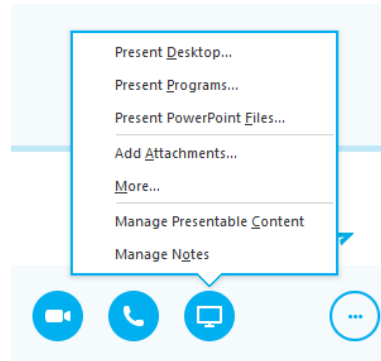 Present Desktop...
Present Programs...
Present PowerPoint Files...
Add Attachments...
More...
Manage Presentable Content
Manage Notes